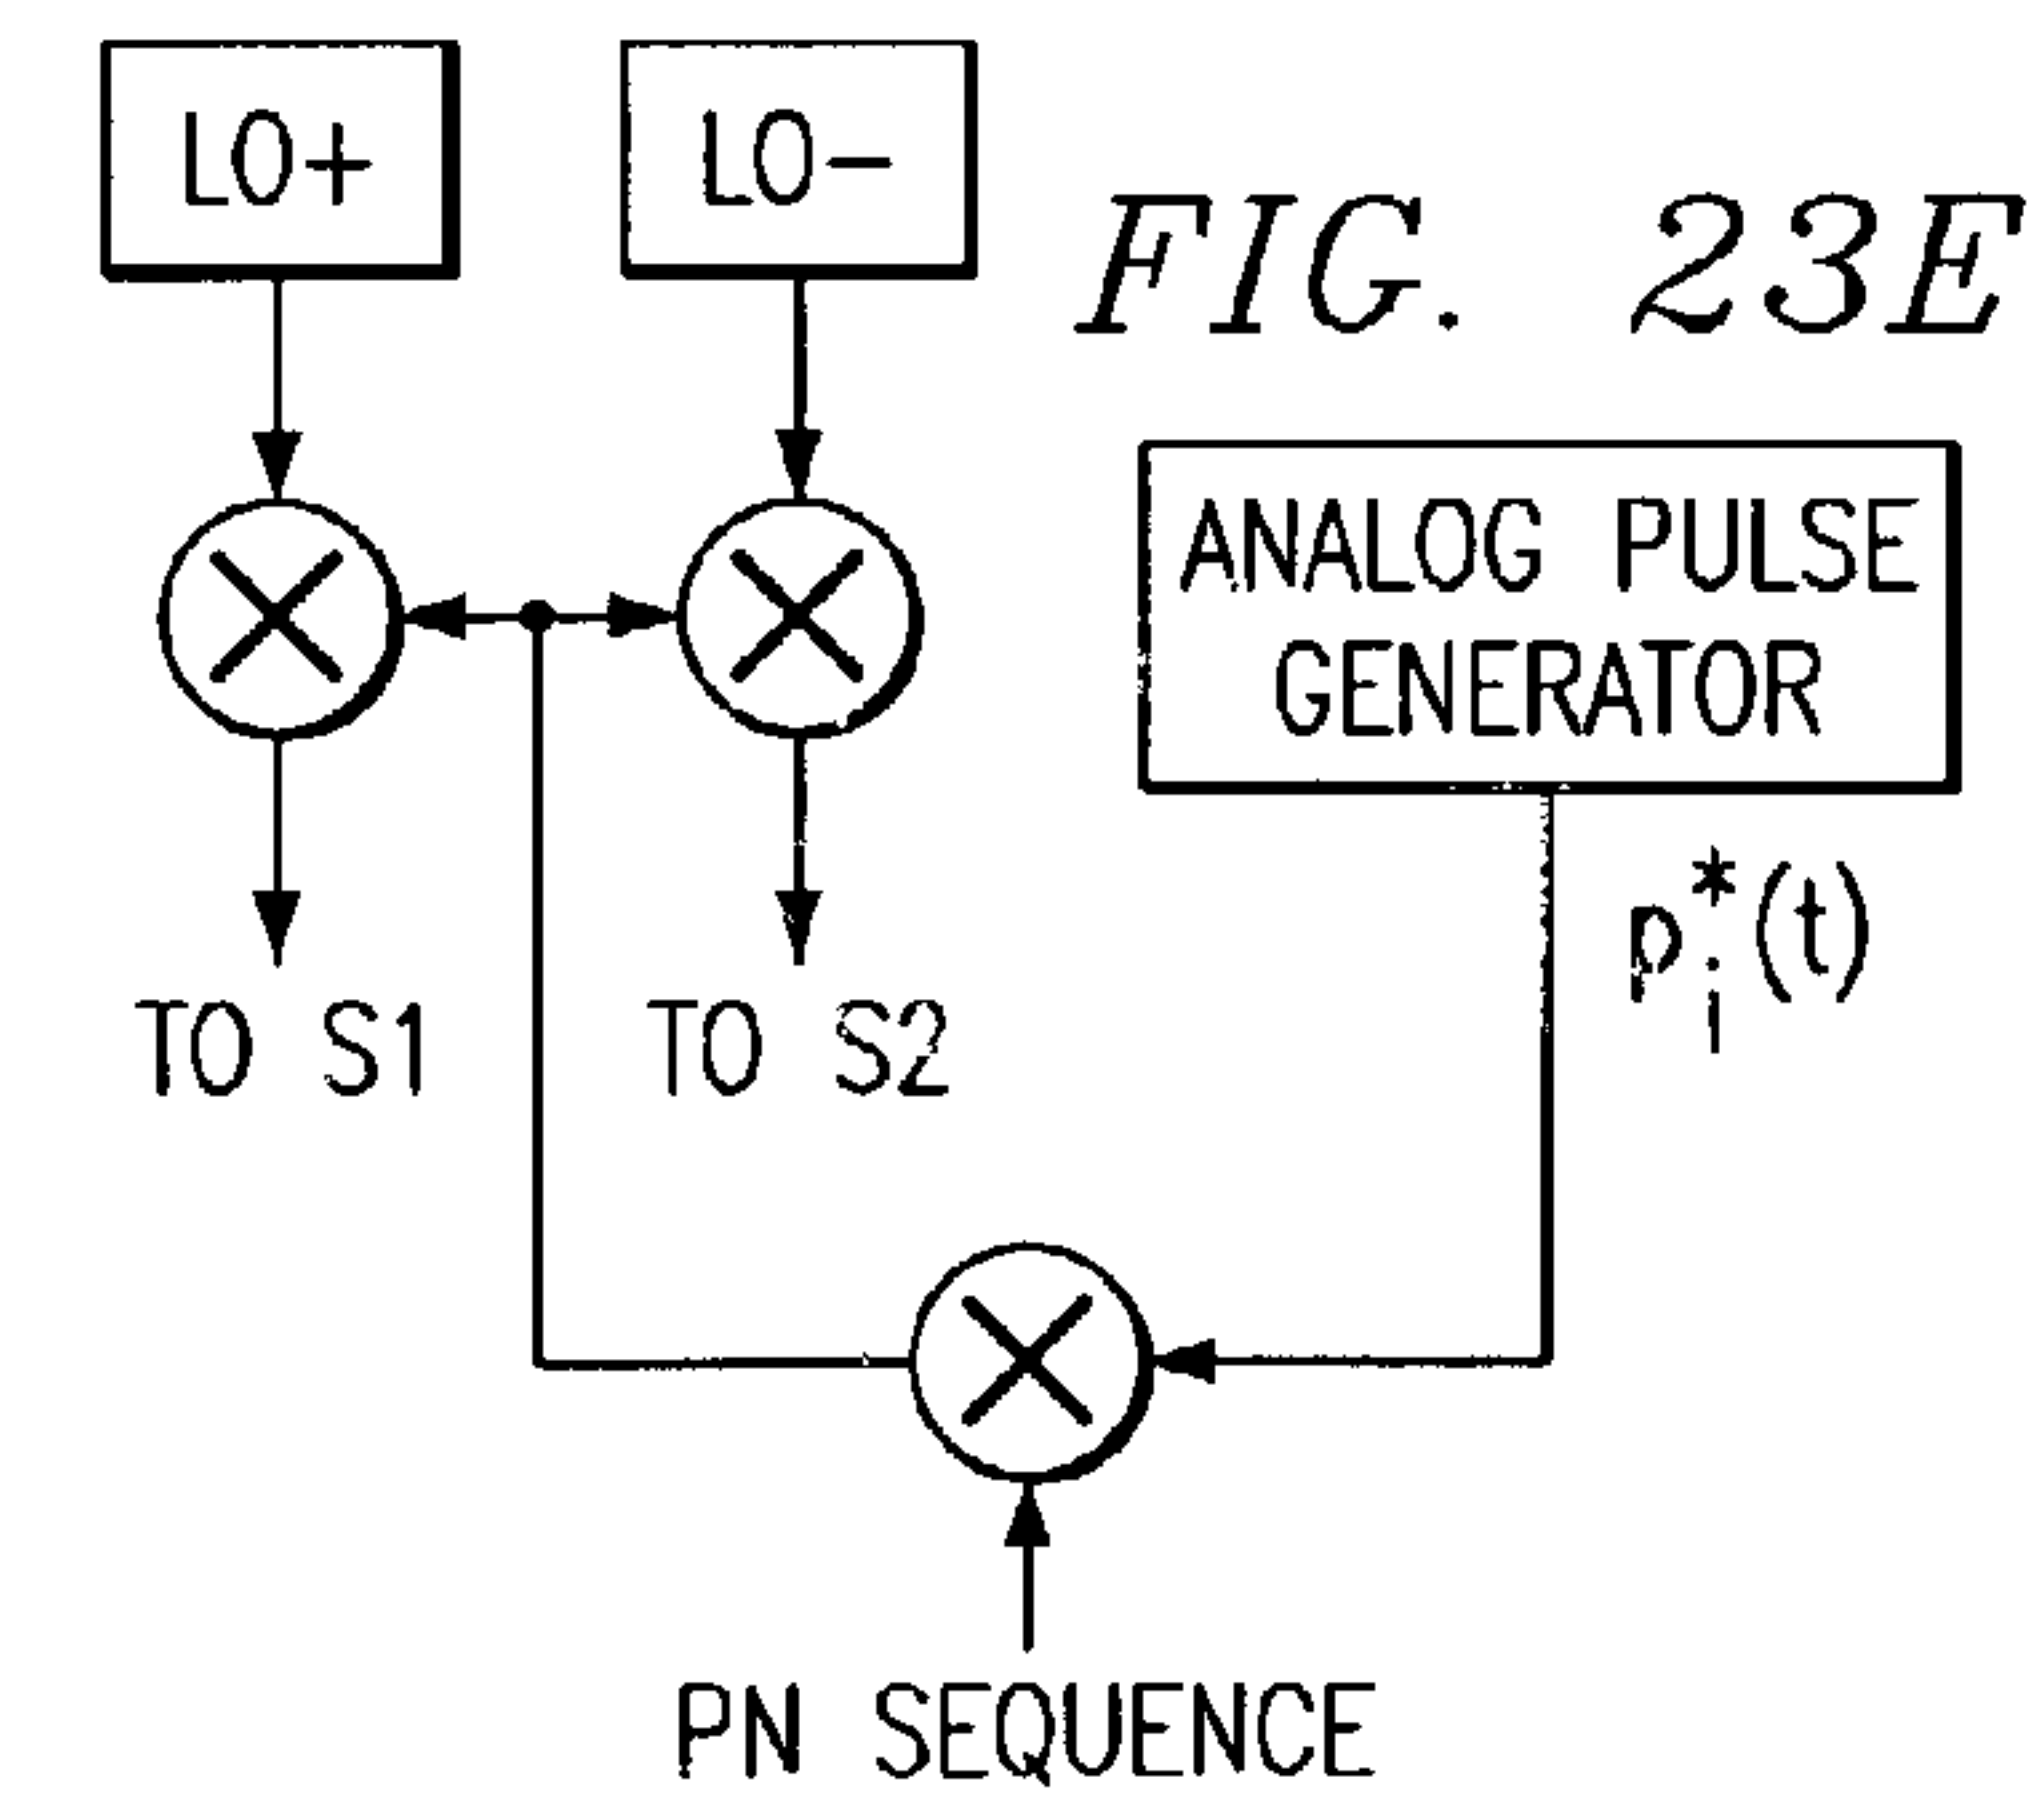 LO+
LO-
FIG. 23E
ANALOG PULSE
GENERATOR
p*i(t)
TO S1
TO S2
PN SEQUENCE